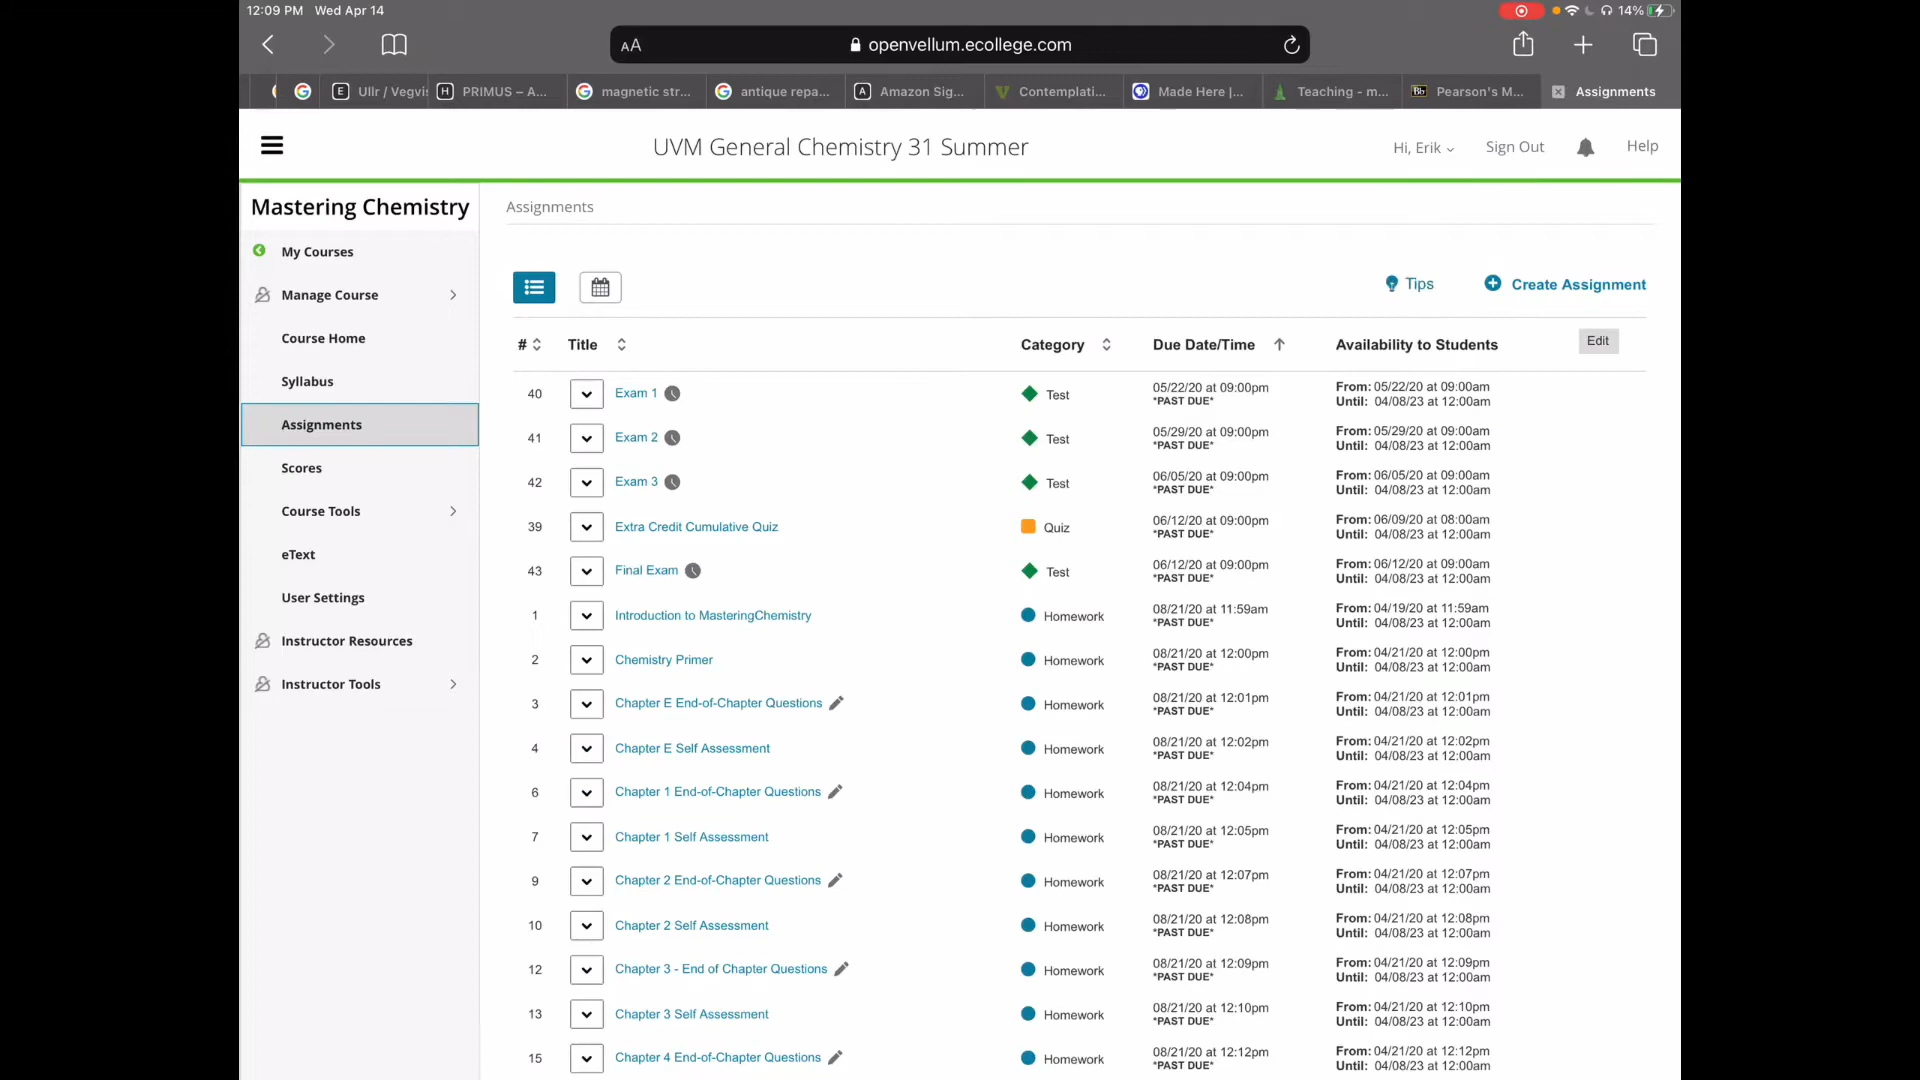 12:09 PM Wed Apr 14
14%
AA openvellum.ecollege.com
Ullr / Vegvis
PRIMUS – A...
magnetic str...
antique repa...
Amazon Sig...
Contemplati...
Made Here |...
Teaching - m...
Pearson's M...
Assignments
UVM General Chemistry 31 Summer
Hi, Erik
Sign Out
Help
Mastering Chemistry
My Courses
Manage Course
Course Home
Syllabus
Assignments
Scores
Course Tools
eText
User Settings
Instructor Resources
Instructor Tools
Assignments
Tips
Create Assignment
# Title Category Due Date/Time Availability to Students Edit
40 Exam 1 Test 05/22/20 at 09:00pm From: 05/22/20 at 09:00am
*PAST DUE* Until: 04/08/23 at 12:00am
41 Exam 2 Test 05/29/20 at 09:00pm From: 05/29/20 at 09:00am
*PAST DUE* Until: 04/08/23 at 12:00am
42 Exam 3 Test 06/05/20 at 09:00pm From: 06/05/20 at 09:00am
*PAST DUE* Until: 04/08/23 at 12:00am
39 Extra Credit Cumulative Quiz Quiz 06/12/20 at 09:00pm From: 06/09/20 at 08:00am
*PAST DUE* Until: 04/08/23 at 12:00am
43 Final Exam Test 06/12/20 at 09:00pm From: 06/12/20 at 09:00am
*PAST DUE* Until: 04/08/23 at 12:00am
1 Introduction to MasteringChemistry Homework 08/21/20 at 11:59am From: 04/19/20 at 11:59am
*PAST DUE* Until: 04/08/23 at 12:00am
2 Chemistry Primer Homework 08/21/20 at 12:00pm From: 04/21/20 at 12:00pm
*PAST DUE* Until: 04/08/23 at 12:00am
3 Chapter E End-of-Chapter Questions Homework 08/21/20 at 12:01pm From: 04/21/20 at 12:01pm
*PAST DUE* Until: 04/08/23 at 12:00am
4 Chapter E Self Assessment Homework 08/21/20 at 12:02pm From: 04/21/20 at 12:02pm
*PAST DUE* Until: 04/08/23 at 12:00am
6 Chapter 1 End-of-Chapter Questions Homework 08/21/20 at 12:04pm From: 04/21/20 at 12:04pm
*PAST DUE* Until: 04/08/23 at 12:00am
7 Chapter 1 Self Assessment Homework 08/21/20 at 12:05pm From: 04/21/20 at 12:05pm
*PAST DUE* Until: 04/08/23 at 12:00am
9 Chapter 2 End-of-Chapter Questions Homework 08/21/20 at 12:07pm From: 04/21/20 at 12:07pm
*PAST DUE* Until: 04/08/23 at 12:00am
10 Chapter 2 Self Assessment Homework 08/21/20 at 12:08pm From: 04/21/20 at 12:08pm
*PAST DUE* Until: 04/08/23 at 12:00am
12 Chapter 3 - End of Chapter Questions Homework 08/21/20 at 12:09pm From: 04/21/20 at 12:09pm
*PAST DUE* Until: 04/08/23 at 12:00am
13 Chapter 3 Self Assessment Homework 08/21/20 at 12:10pm From: 04/21/20 at 12:10pm
*PAST DUE* Until: 04/08/23 at 12:00am
15 Chapter 4 End-of-Chapter Questions Homework 08/21/20 at 12:12pm From: 04/21/20 at 12:12pm
*PAST DUE* Until: 04/08/23 at 12:00am